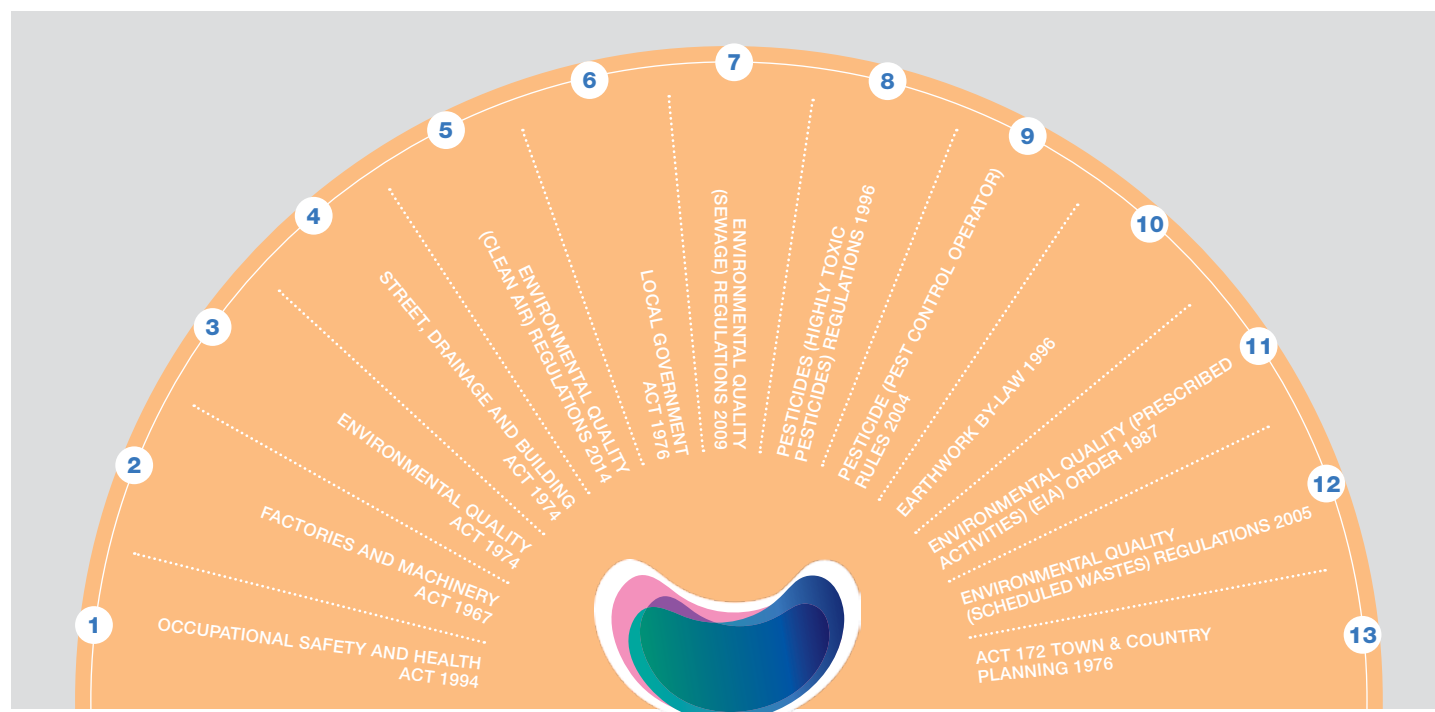 1
OCCUPATIONAL SAFETY AND HEALTH
ACT 1994
2
FACTORIES AND MACHINERY
ACT 1967
3
ENVIRONMENTAL QUALITY
ACT 1974
4
STREET, DRAINAGE AND BUILDING
ACT 1974
5
ENVIRONMENTAL QUALITY
(CLEAN AIR) REGULATIONS 2014
6
LOCAL GOVERNMENT
ACT 1976
7
ENVIRONMENTAL QUALITY
(SEWAGE) REGULATIONS 2009
8
PESTICIDES (HIGHLY TOXIC
PESTICIDES) REGULATIONS 1996
9
PESTICIDE (PEST CONTROL OPERATOR)
RULES 2004
10
EARTHWORK BY-LAW 1996
11
ENVIRONMENTAL QUALITY (PRESCRIBED
ACTIVITIES) (EIA) ORDER 1987
12
ENVIRONMENTAL QUALITY
(SCHEDULED WASTES) REGULATIONS 2005
13
ACT 172 TOWN & COUNTRY
PLANNING 1976